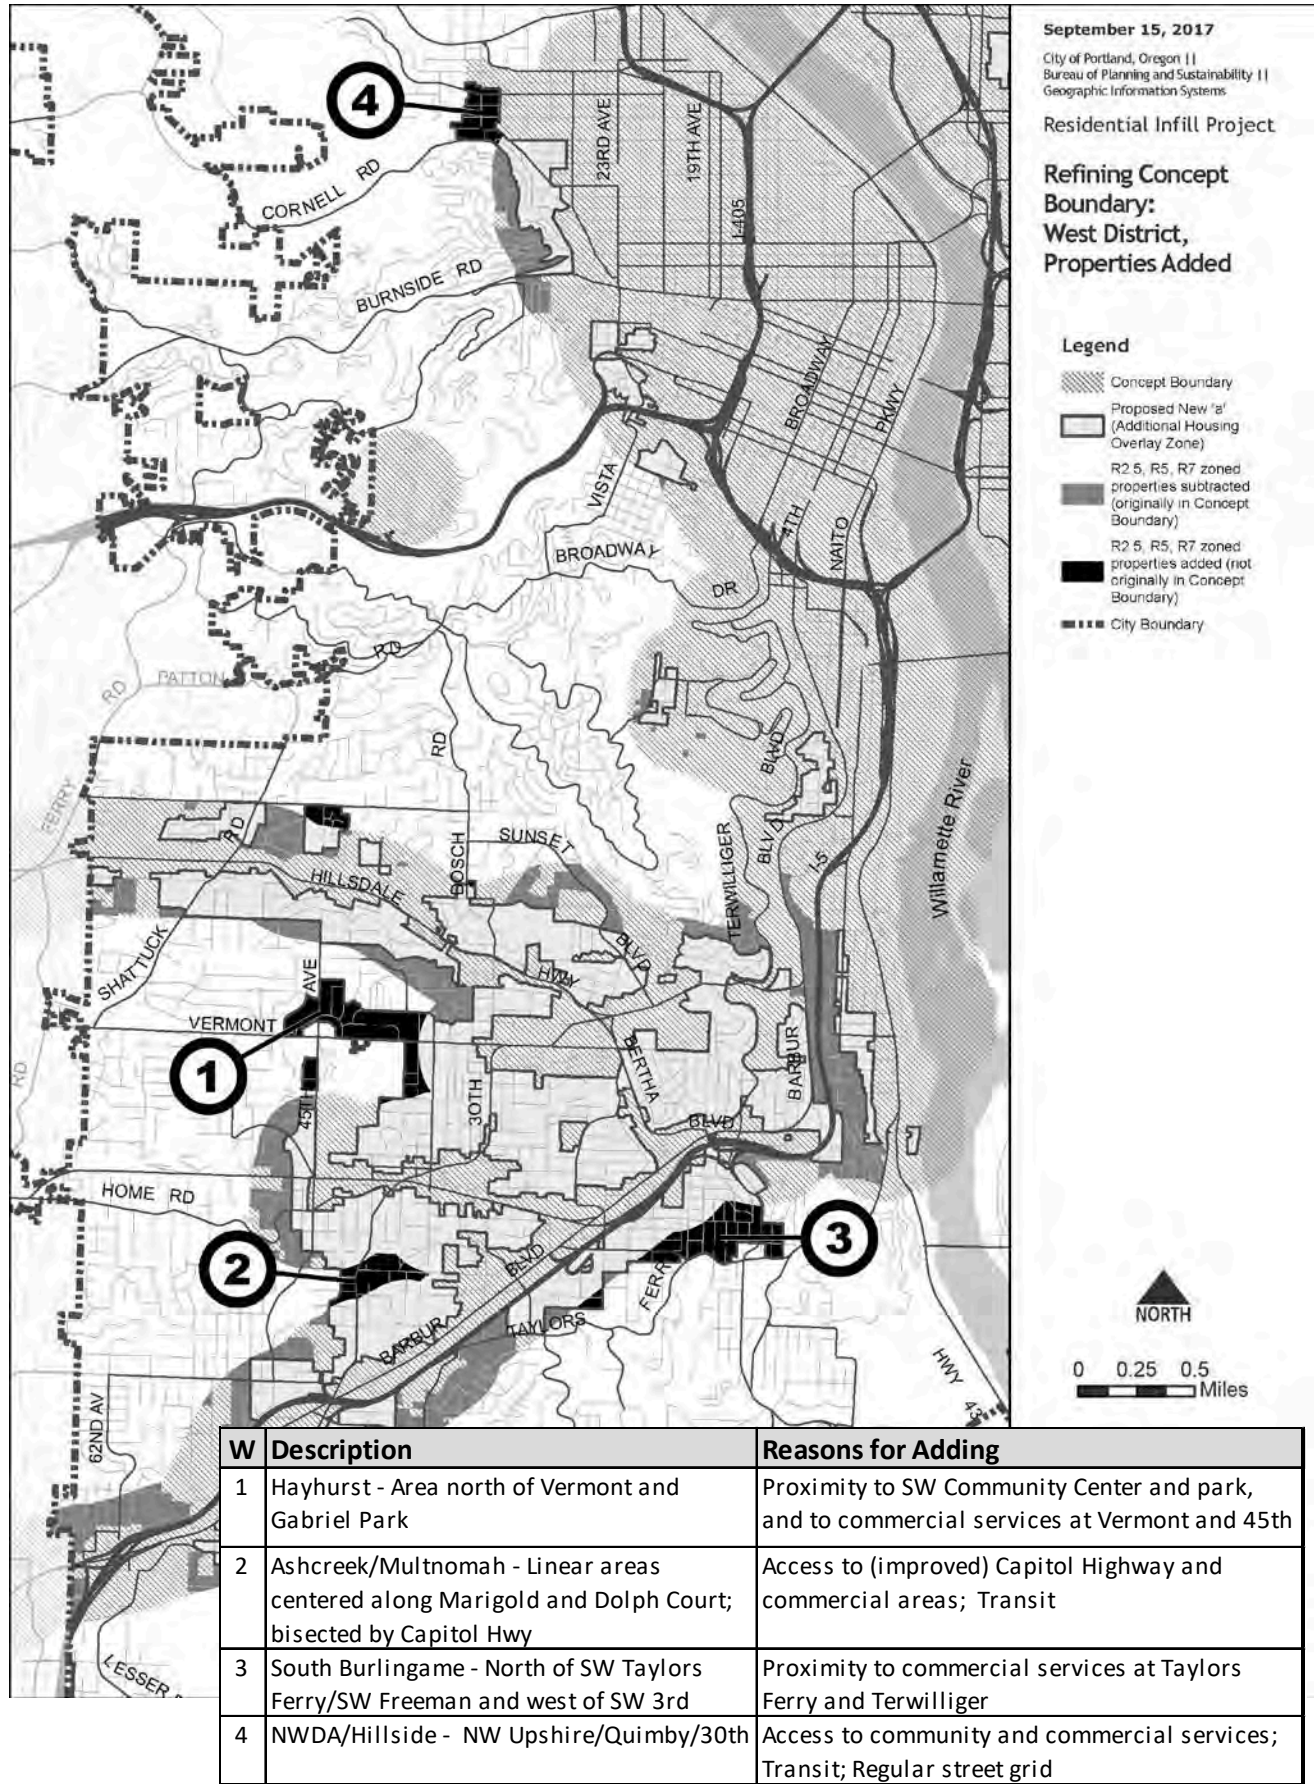 September 15, 2017
City of Portland, Oregon ||
Bureau of Planning and Sustainability ||
Geographic Information Systems
Residential Infill Project
Refining Concept
Boundary:
West District,
Properties Added
Legend
Concept Boundary
Proposed New 'a'
(Additional Housing
Overlay Zone)
R2.5, R5, R7 zoned
properties subtracted
(originally in Concept
Boundary)
R2.5, R5, R7 zoned
properties added (not
originally in Concept
Boundary)
City Boundary
4
23RD AVE
19TH AVE
I-405
CORNELL RD
BURNSIDE RD
BROADWAY
PKWY
VISTA
4TH
NAITO
BROADWAY
DR
RD
PATTON
RD
RD
FERRY
BLVD
Willamette River
RD
BOSCH
SUNSET
TERWILLIGER
BLVD
I-5
HILLSDALE
SHATTUCK
AVE
HWY
BLVD
VERMONT
1
BERTHA
BARBUR
RD
45TH
30TH
BLVD
HOME RD
3
2
BLVD
FERRY
TAYLORS
BARBUR
NORTH
0 0.25 0.5
Miles
HWY
43
62ND AV
LESSER
W Description Reasons for Adding
1 Hayhurst - Area north of Vermont and Proximity to SW Community Center and park,
Gabriel Park and to commercial services at Vermont and 45th
2 Ashcreek/Multnomah - Linear areas Access to (improved) Capitol Highway and
centered along Marigold and Dolph Court; commercial areas; Transit
bisected by Capitol Hwy
3 South Burlingame - North of SW Taylors Proximity to commercial services at Taylors
Ferry/SW Freeman and west of SW 3rd Ferry and Terwilliger
4 NWDA/Hillside - NW Upshire/Quimby/30th Access to community and commercial services;
Transit; Regular street grid